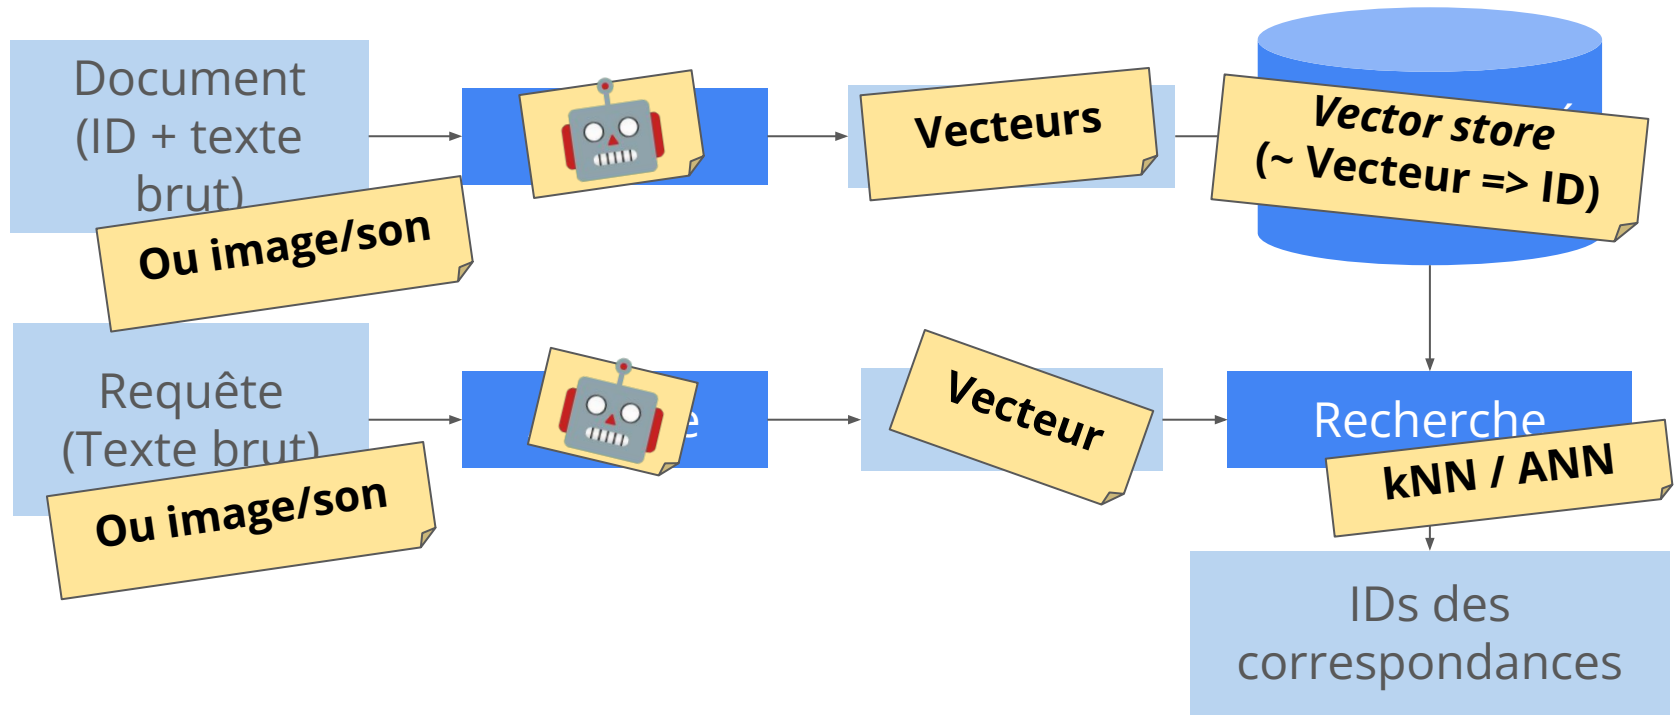 Document
(ID + texte
brut)
Ou image/son
Vecteurs
Vector store
(~ Vecteur => ID)
Requête
(Texte brut)
Ou image/son
Vecteur
Recherche
kNN / ANN
IDs des
correspondances